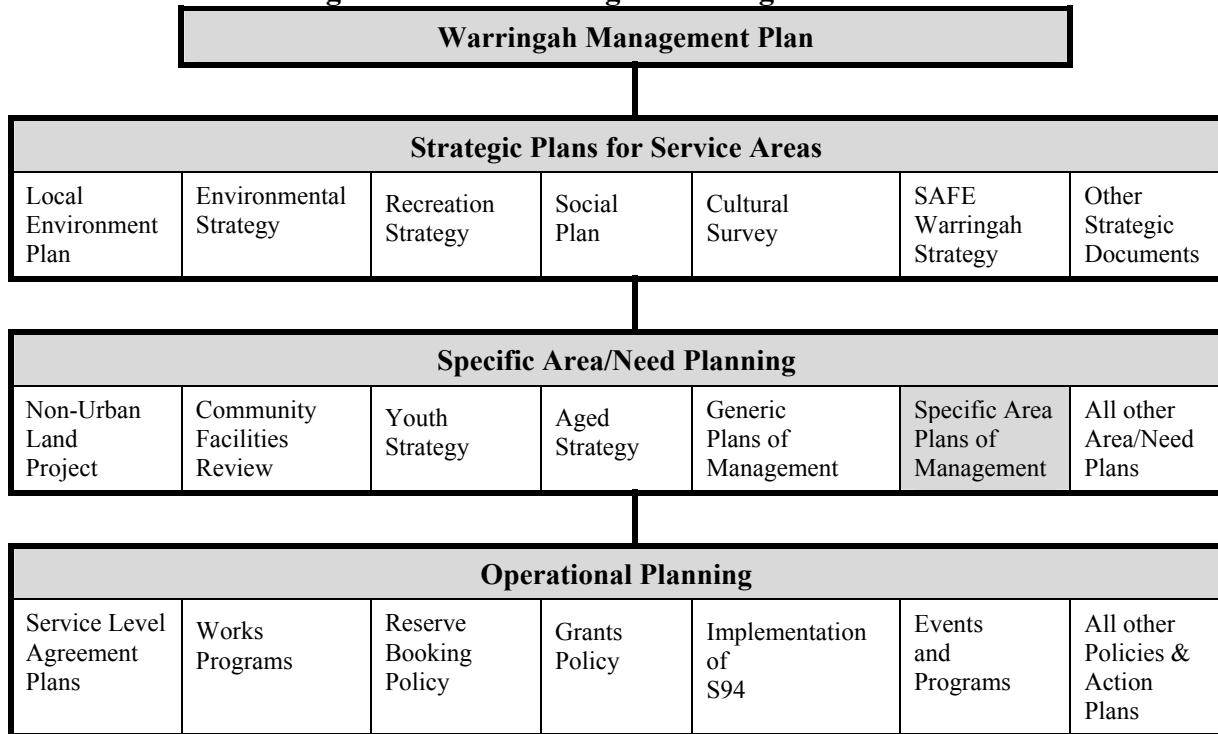 Warringah Management Plan
Strategic Plans for Service Areas
Local
Environment
Plan
Environmental
Strategy
Recreation
Strategy
Social
Plan
Cultural
Survey
SAFE
Warringah
Strategy
Other
Strategic
Documents
Specific Area/Need Planning
Non-Urban
Land
Project
Community
Facilities
Review
Youth
Strategy
Aged
Strategy
Generic
Plans of
Management
Specific Area
Plans of
Management
All other
Area/Need
Plans
Operational Planning
Service Level
Agreement
Plans
Works
Programs
Reserve
Booking
Policy
Grants
Policy
Implementation
of
S94
Events
and
Programs
All other
Policies &
Action
Plans